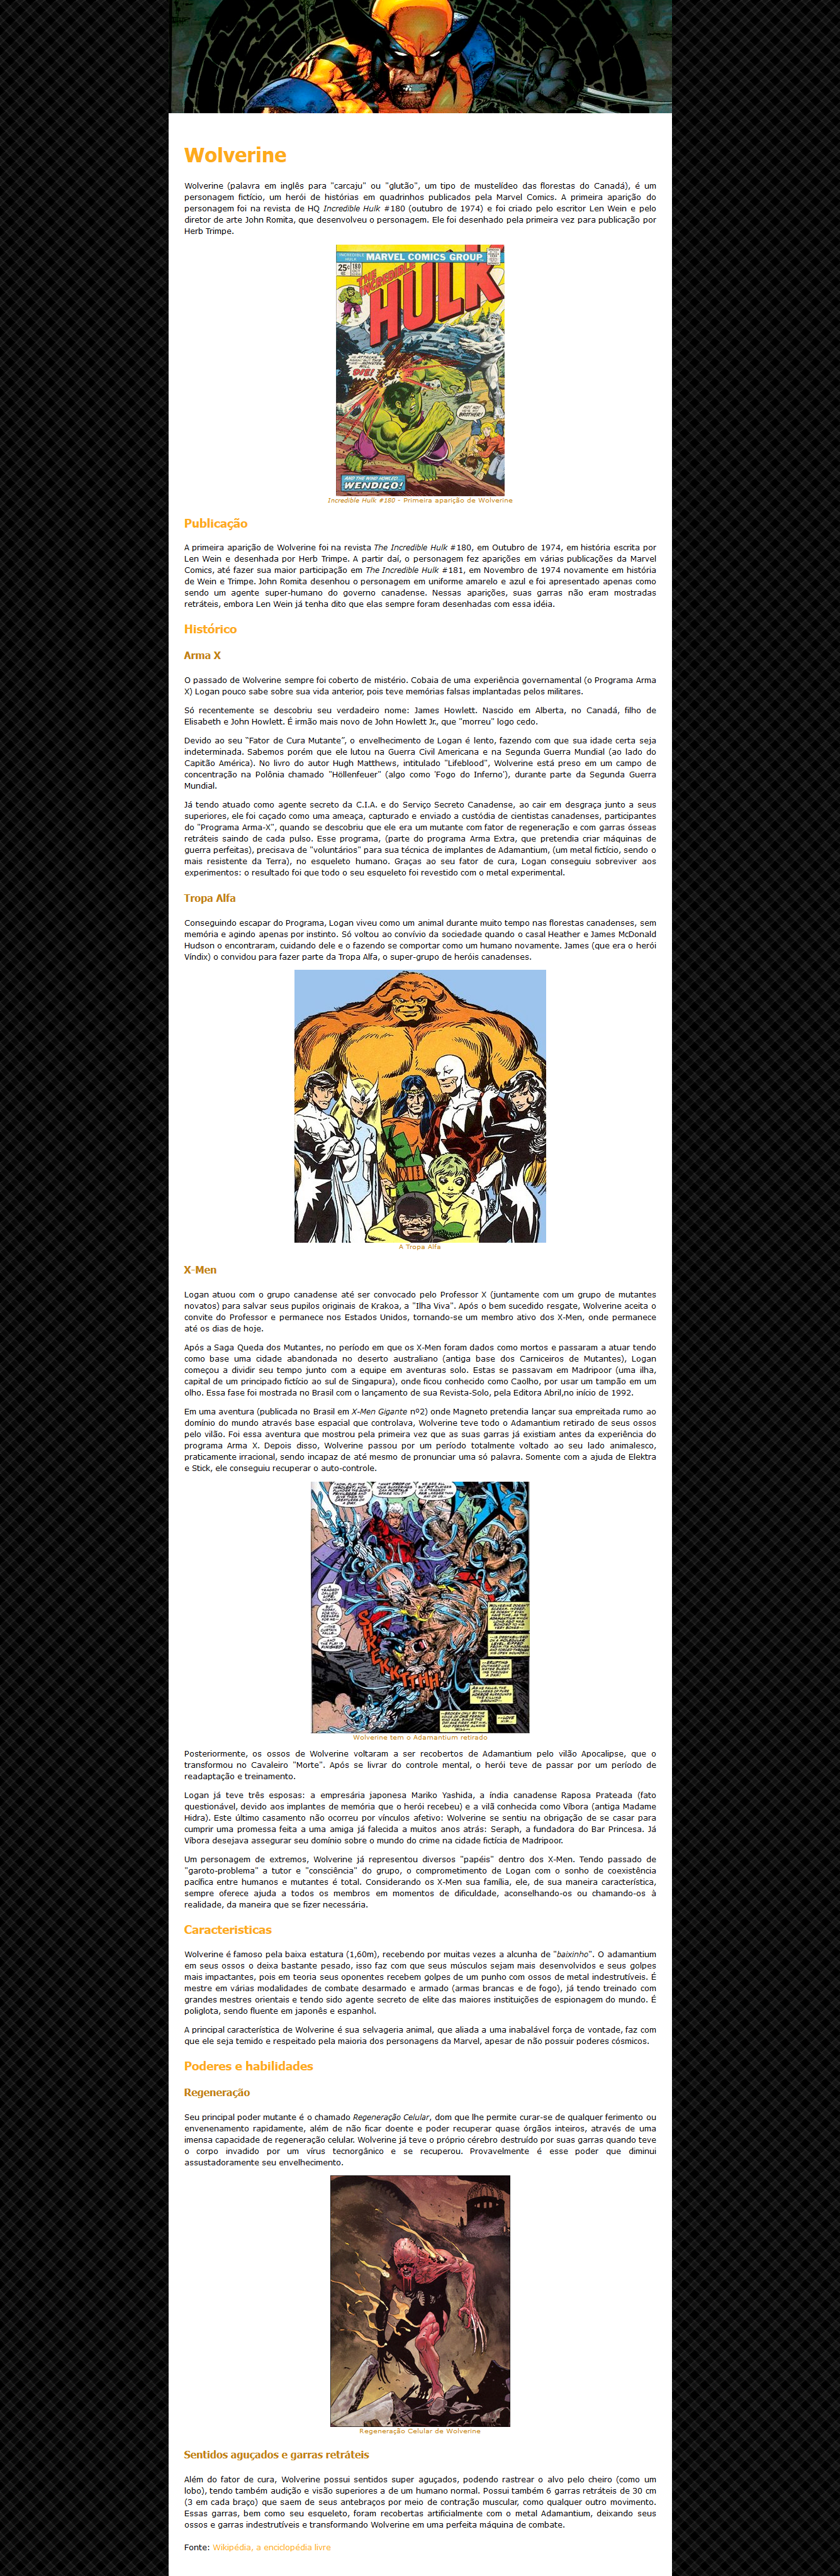 Wolverine
Wolverine (palavra em inglês para "carcaju" ou "glutão", um tipo de mustelídeo das florestas do Canadá), é um
personagem fictício, um herói de histórias em quadrinhos publicados pela Marvel Comics. A primeira aparição do
personagem foi na revista de HQ Incredible Hulk #180 (outubro de 1974) e foi criado pelo escritor Len Wein e pelo
diretor de arte John Romita, que desenvolveu o personagem. Ele foi desenhado pela primeira vez para publicação por
Herb Trimpe.
MARVEL COMICS GROUP
25¢ 180
THE INCREDIBLE
HULK
DIE!
AND THE WIND HOWLS...
WENDIGO!
Incredible Hulk #180 - Primeira aparição de Wolverine
Publicação
A primeira aparição de Wolverine foi na revista The Incredible Hulk #180, em Outubro de 1974, em história escrita por
Len Wein e desenhada por Herb Trimpe. A partir daí, o personagem fez aparições em várias publicações da Marvel
Comics, até fazer sua maior participação em The Incredible Hulk #181, em Novembro de 1974 novamente em história
de Wein e Trimpe. John Romita desenhou o personagem em uniforme amarelo e azul e foi apresentado apenas como
sendo um agente super-humano do governo canadense. Nessas aparições, suas garras não eram mostradas
retráteis, embora Len Wein já tenha dito que elas sempre foram desenhadas com essa idéia.
Histórico
Arma X
O passado de Wolverine sempre foi coberto de mistério. Cobaia de uma experiência governamental (o Programa Arma
X) Logan pouco sabe sobre sua vida anterior, pois teve memórias falsas implantadas pelos militares.
Só recentemente se descobriu seu verdadeiro nome: James Howlett. Nascido em Alberta, no Canadá, filho de
Elisabeth e John Howlett. É irmão mais novo de John Howlett Jr., que "morreu" logo cedo.
Devido ao seu "Fator de Cura Mutante", o envelhecimento de Logan é lento, fazendo com que sua idade certa seja
indeterminada. Sabemos porém que ele lutou na Guerra Civil Americana e na Segunda Guerra Mundial (ao lado do
Capitão América). No livro do autor Hugh Matthews, intitulado "Lifeblood", Wolverine está preso em um campo de
concentração na Polônia chamado "Höllenfeuer" (algo como 'Fogo do Inferno'), durante parte da Segunda Guerra
Mundial.
Já tendo atuado como agente secreto da C.I.A. e do Serviço Secreto Canadense, ao cair em desgraça junto a seus
superiores, ele foi caçado como uma ameaça, capturado e enviado a custódia de cientistas canadenses, participantes
do "Programa Arma-X", quando se descobriu que ele era um mutante com fator de regeneração e com garras ósseas
retráteis saindo de cada pulso. Esse programa, (parte do programa Arma Extra, que pretendia criar máquinas de
guerra perfeitas), precisava de "voluntários" para sua técnica de implantes de Adamantium, (um metal fictício, sendo o
mais resistente da Terra), no esqueleto humano. Graças ao seu fator de cura, Logan conseguiu sobreviver aos
experimentos: o resultado foi que todo o seu esqueleto foi revestido com o metal experimental.
Tropa Alfa
Conseguindo escapar do Programa, Logan viveu como um animal durante muito tempo nas florestas canadenses, sem
memória e agindo apenas por instinto. Só voltou ao convívio da sociedade quando o casal Heather e James McDonald
Hudson o encontraram, cuidando dele e o fazendo se comportar como um humano novamente. James (que era o herói
Víndix) o convidou para fazer parte da Tropa Alfa, o super-grupo de heróis canadenses.
A Tropa Alfa
X-Men
Logan atuou com o grupo canadense até ser convocado pelo Professor X (juntamente com um grupo de mutantes
novatos) para salvar seus pupilos originais de Krakoa, a "Ilha Viva". Após o bem sucedido resgate, Wolverine aceita o
convite do Professor e permanece nos Estados Unidos, tornando-se um membro ativo dos X-Men, onde permanece
até os dias de hoje.
Após a Saga Queda dos Mutantes, no período em que os X-Men foram dados como mortos e passaram a atuar tendo
como base uma cidade abandonada no deserto australiano (antiga base dos Carniceiros de Mutantes), Logan
começou a dividir seu tempo junto com a equipe em aventuras solo. Estas se passavam em Madripoor (uma ilha,
capital de um principado fictício ao sul de Singapura), onde ficou conhecido como Caolho, por usar um tampão em um
olho. Essa fase foi mostrada no Brasil com o lançamento de sua Revista-Solo, pela Editora Abril,no início de 1992.
Em uma aventura (publicada no Brasil em X-Men Gigante nº2) onde Magneto pretendia lançar sua empreitada rumo ao
domínio do mundo através base espacial que controlava, Wolverine teve todo o Adamantium retirado de seus ossos
pelo vilão. Foi essa aventura que mostrou pela primeira vez que as suas garras já existiam antes da experiência do
programa Arma X. Depois disso, Wolverine passou por um período totalmente voltado ao seu lado animalesco,
praticamente irracional, sendo incapaz de até mesmo de pronunciar uma só palavra. Somente com a ajuda de Elektra
e Stick, ele conseguiu recuperar o auto-controle.
Wolverine tem o Adamantium retirado
Posteriormente, os ossos de Wolverine voltaram a ser recobertos de Adamantium pelo vilão Apocalipse, que o
transformou no Cavaleiro "Morte". Após se livrar do controle mental, o herói teve de passar por um período de
readaptação e treinamento.
Logan já teve três esposas: a empresária japonesa Mariko Yashida, a índia canadense Raposa Prateada (fato
questionável, devido aos implantes de memória que o herói recebeu) e a vilã conhecida como Víbora (antiga Madame
Hidra). Este último casamento não ocorreu por vínculos afetivo: Wolverine se sentiu na obrigação de se casar para
cumprir uma promessa feita a uma amiga já falecida a muitos anos atrás: Seraph, a fundadora do Bar Princesa. Já
Víbora desejava assegurar seu domínio sobre o mundo do crime na cidade fictícia de Madripoor.
Um personagem de extremos, Wolverine já representou diversos "papéis" dentro dos X-Men. Tendo passado de
"garoto-problema" a tutor e "consciência" do grupo, o comprometimento de Logan com o sonho de coexistência
pacífica entre humanos e mutantes é total. Considerando os X-Men sua família, ele, de sua maneira característica,
sempre oferece ajuda a todos os membros em momentos de dificuldade, aconselhando-os ou chamando-os à
realidade, da maneira que se fizer necessária.
Caracteristicas
Wolverine é famoso pela baixa estatura (1,60m), recebendo por muitas vezes a alcunha de "baixinho". O adamantium
em seus ossos o deixa bastante pesado, isso faz com que seus músculos sejam mais desenvolvidos e seus golpes
mais impactantes, pois em teoria seus oponentes recebem golpes de um punho com ossos de metal indestrutíveis. É
mestre em várias modalidades de combate desarmado e armado (armas brancas e de fogo), já tendo treinado com
grandes mestres orientais e tendo sido agente secreto de elite das maiores instituições de espionagem do mundo. É
poliglota, sendo fluente em japonês e espanhol.
A principal característica de Wolverine é sua selvageria animal, que aliada a uma inabalável força de vontade, faz com
que ele seja temido e respeitado pela maioria dos personagens da Marvel, apesar de não possuir poderes cósmicos.
Poderes e habilidades
Regeneração
Seu principal poder mutante é o chamado Regeneração Celular, dom que lhe permite curar-se de qualquer ferimento ou
envenenamento rapidamente, além de não ficar doente e poder recuperar quase órgãos inteiros, através de uma
imensa capacidade de regeneração celular. Wolverine já teve o próprio cérebro destruído por suas garras quando teve
o corpo invadido por um vírus tecnorgânico e se recuperou. Provavelmente é esse poder que diminui
assustadoramente seu envelhecimento.
Regeneração Celular de Wolverine
Sentidos aguçados e garras retráteis
Além do fator de cura, Wolverine possui sentidos super aguçados, podendo rastrear o alvo pelo cheiro (como um
lobo), tendo também audição e visão superiores a de um humano normal. Possui também 6 garras retráteis de 30 cm
(3 em cada braço) que saem de seus antebraços por meio de contração muscular, como qualquer outro movimento.
Essas garras, bem como seu esqueleto, foram recobertas artificialmente com o metal Adamantium, deixando seus
ossos e garras indestrutíveis e transformando Wolverine em uma perfeita máquina de combate.
Fonte: Wikipédia, a enciclopédia livre